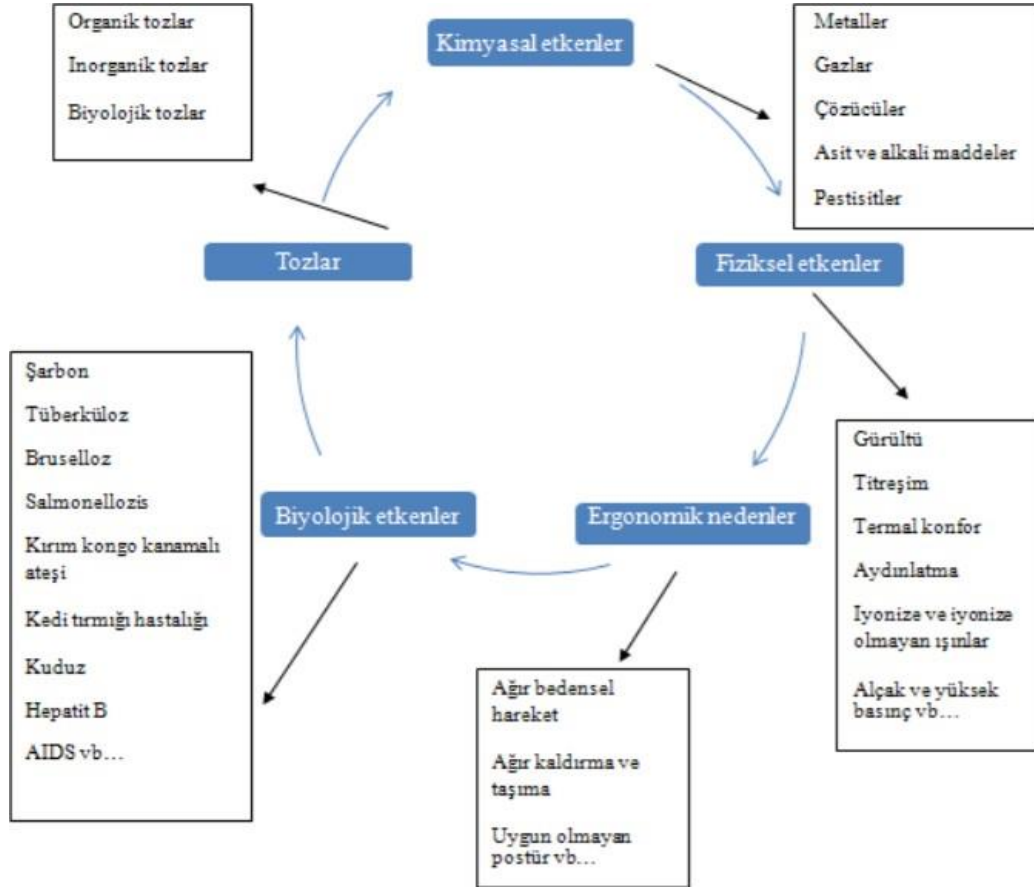 Organik tozlar
Inorganik tozlar
Biyolojik tozlar
Kimyasal etkenler
Metaller
Gazlar
Çözücüler
Asit ve alkali maddeler
Pestisitler
Tozlar
Fiziksel etkenler
Şarbon
Tüberküloz
Bruselloz
Salmonellozis
Kırım kongo kanamalı
ateşi
Kedi tırmığı hastalığı
Kuduz
Hepatit B
AIDS vb...
Biyolojik etkenler
Ergonomik nedenler
Gürültü
Titreşim
Termal konfor
Aydınlatma
Iyonize ve iyonize
olmayan ışınlar
Alçak ve yüksek
basınç vb...
Ağır bedensel
hareket
Ağır kaldırma ve
taşıma
Uygun olmayan
postür vb...